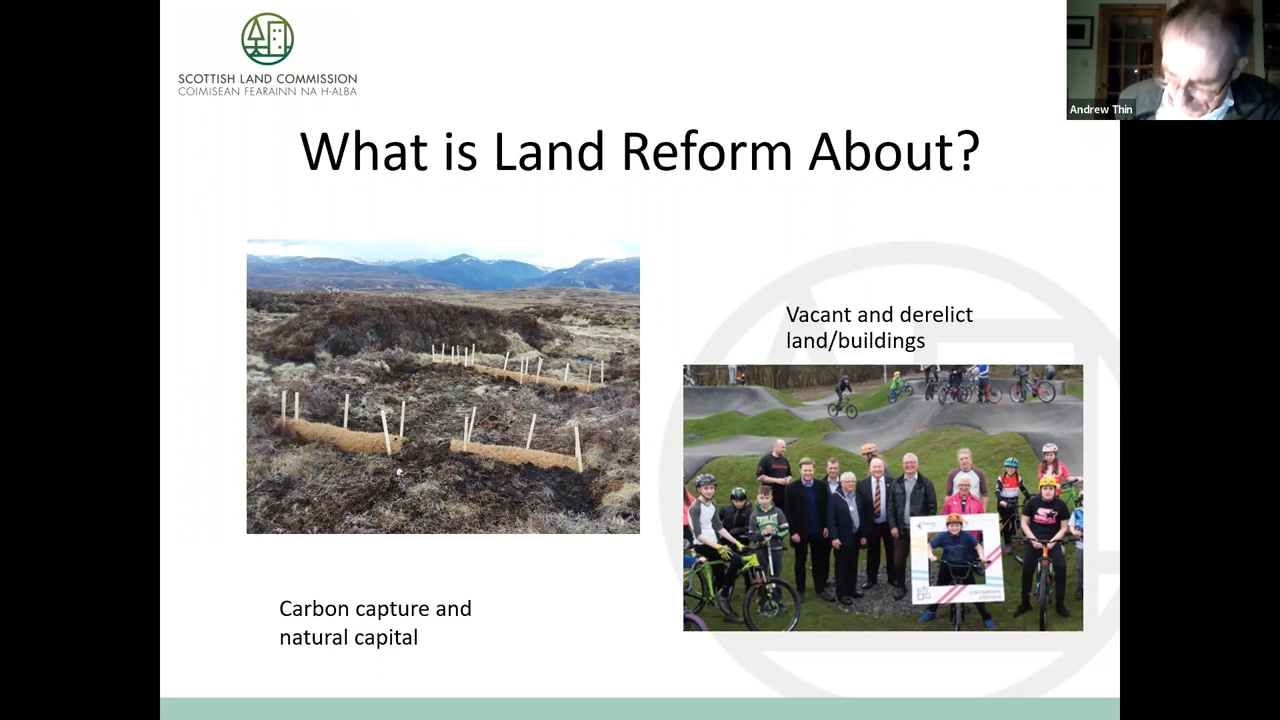 SCOTTISH LAND COMMISSION
COIMISEAN FEARAINN NA H-ALBA
Andrew Thin
What is Land Reform About?
Vacant and derelict
land/buildings
Carbon capture and
natural capital